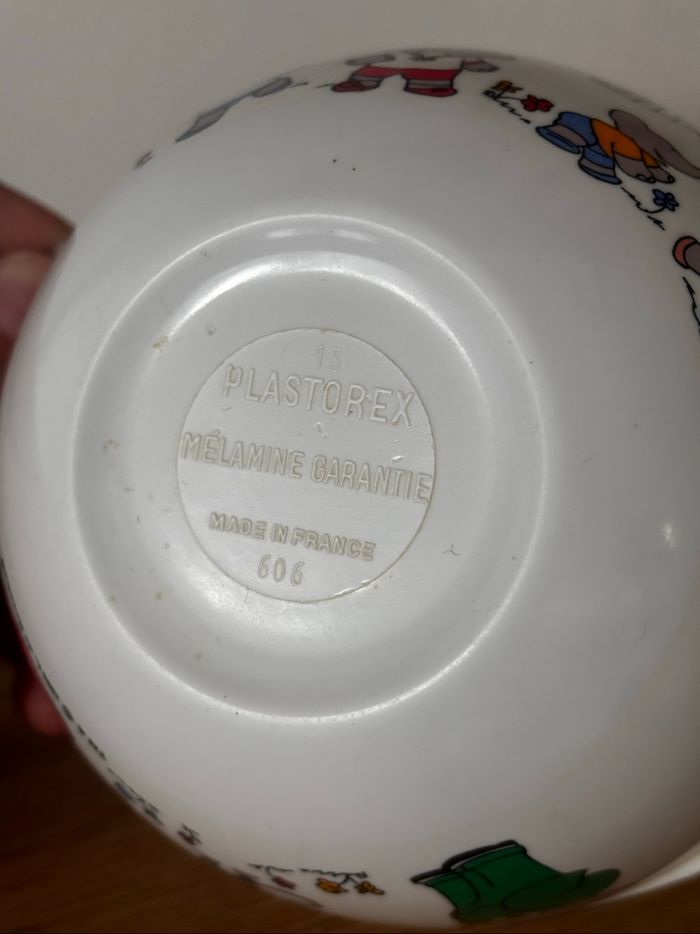 13
PLASTOREX
MÉLAMINE GARANTIE
MADE IN FRANCE
606